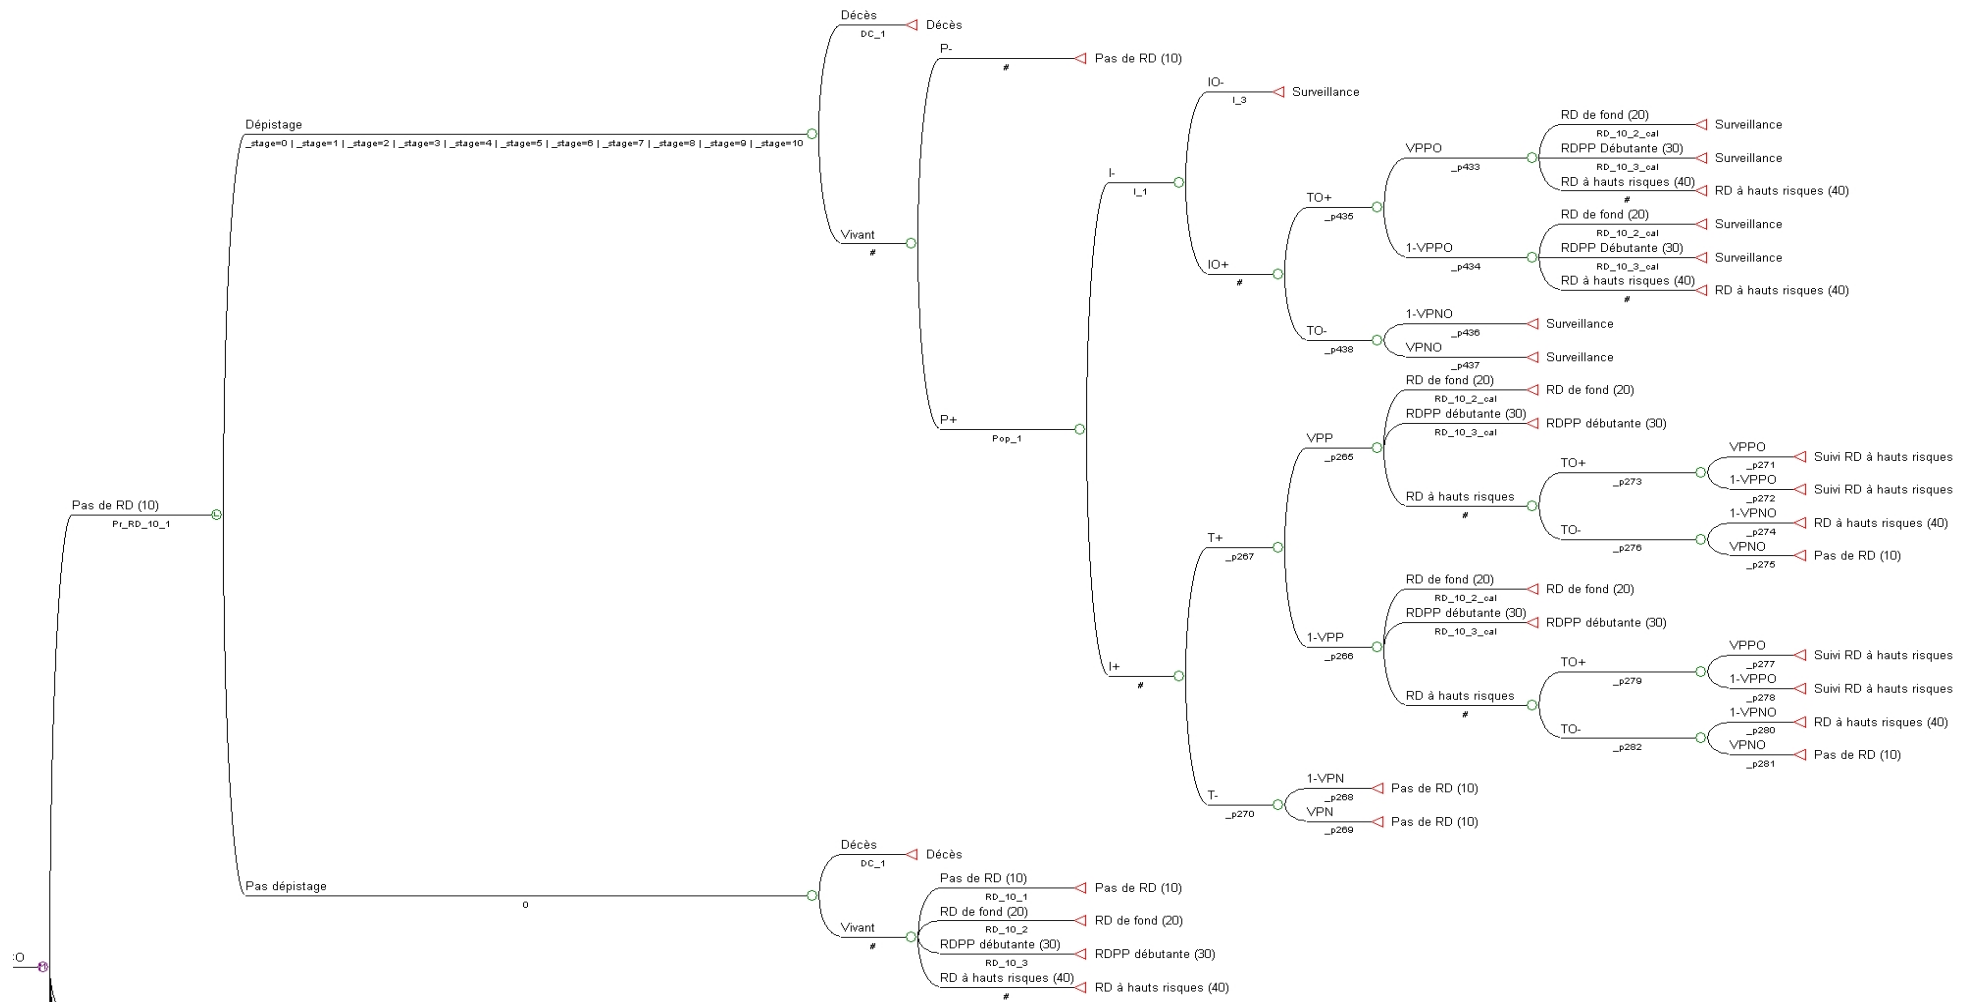 Décès
DC_1
Décès
P-
#
Pas de RD (10)
IO-
I_3
Surveillance
Dépistage
_stage=0 | _stage=1 | _stage=2 | _stage=3 | _stage=4 | _stage=5 | _stage=6 | _stage=7 | _stage=8 | _stage=9 | _stage=10
RD de fond (20)
RD_10_2_cal
Surveillance
VPPO
_p433
RDPP Débutante (30)
RD_10_3_cal
Surveillance
I-
I_1
RD à hauts risques (40)
#
RD à hauts risques (40)
TO+
_p435
RD de fond (20)
RD_10_2_cal
Surveillance
Vivant
#
1-VPPO
_p434
RDPP Débutante (30)
RD_10_3_cal
Surveillance
IO+
#
RD à hauts risques (40)
#
RD à hauts risques (40)
1-VPNO
_p436
Surveillance
TO-
_p438
VPNO
_p437
Surveillance
RD de fond (20)
RD_10_2_cal
RD de fond (20)
P+
Pop_1
RDPP débutante (30)
RD_10_3_cal
RDPP débutante (30)
VPP
_p265
VPPO
_p271
Suivi RD à hauts risques
TO+
_p273
1-VPPO
_p272
Suivi RD à hauts risques
Pas de RD (10)
Pr_RD_10_1
RD à hauts risques
#
1-VPNO
_p274
RD à hauts risques (40)
TO-
_p276
VPNO
_p275
Pas de RD (10)
T+
_p267
RD de fond (20)
RD_10_2_cal
RD de fond (20)
RDPP débutante (30)
RD_10_3_cal
RDPP débutante (30)
1-VPP
_p266
VPPO
_p277
Suivi RD à hauts risques
I+
#
TO+
_p279
1-VPPO
_p278
Suivi RD à hauts risques
RD à hauts risques
#
1-VPNO
_p280
RD à hauts risques (40)
TO-
_p282
VPNO
_p281
Pas de RD (10)
1-VPN
_p268
Pas de RD (10)
T-
_p270
VPN
_p269
Pas de RD (10)
Décès
DC_1
Décès
Pas dépistage
0
Pas de RD (10)
RD_10_1
Pas de RD (10)
RD de fond (20)
RD_10_2
RD de fond (20)
Vivant
#
RDPP débutante (30)
RD_10_3
RDPP débutante (30)
RD à hauts risques (40)
#
RD à hauts risques (40)